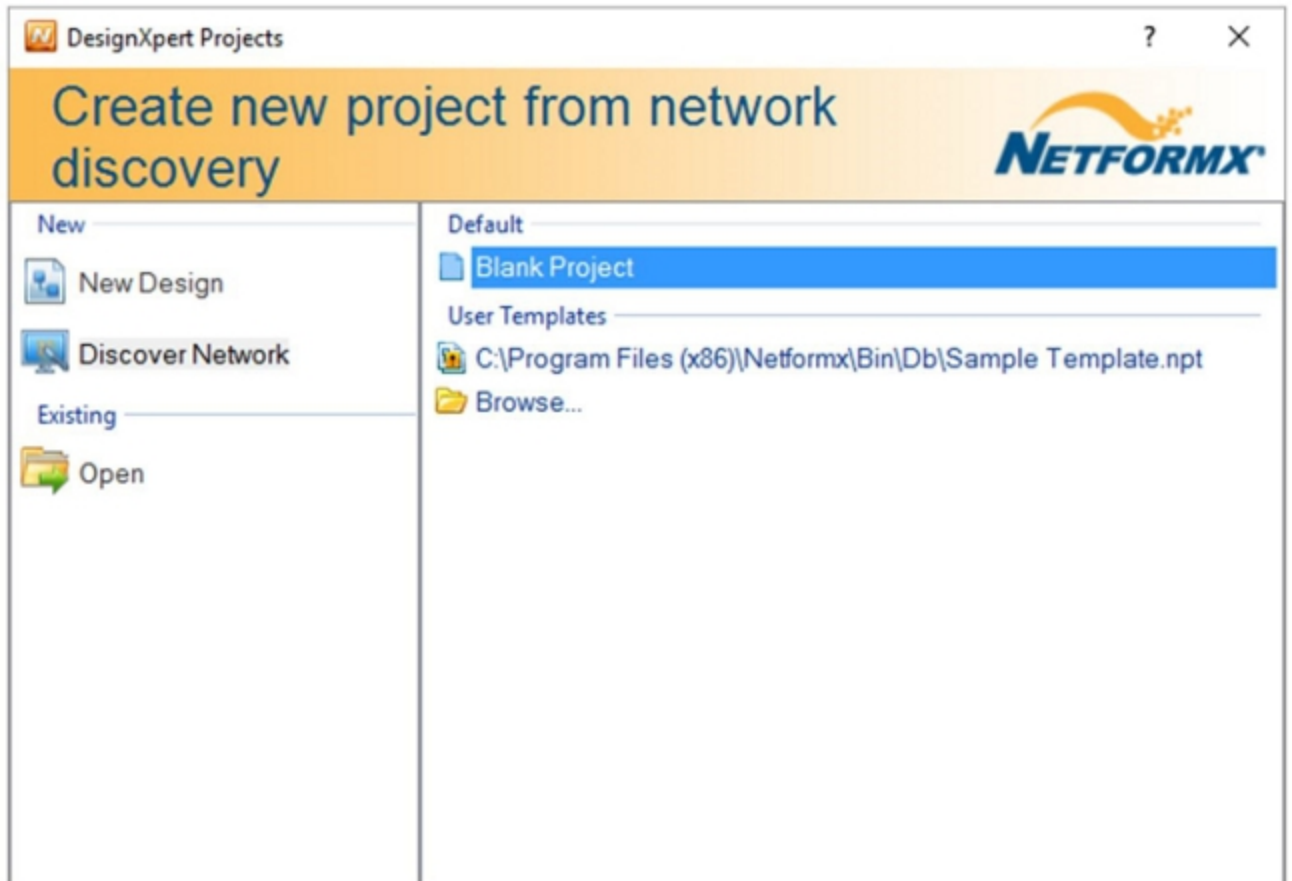 DesignXpert Projects
?
Create new project from network
discovery
NETFORMX
New
New Design
Discover Network
Existing
Open
Default
Blank Project
User Templates
C:\Program Files (x86)\Netformx\Bin\Db\Sample Template.npt
Browse...